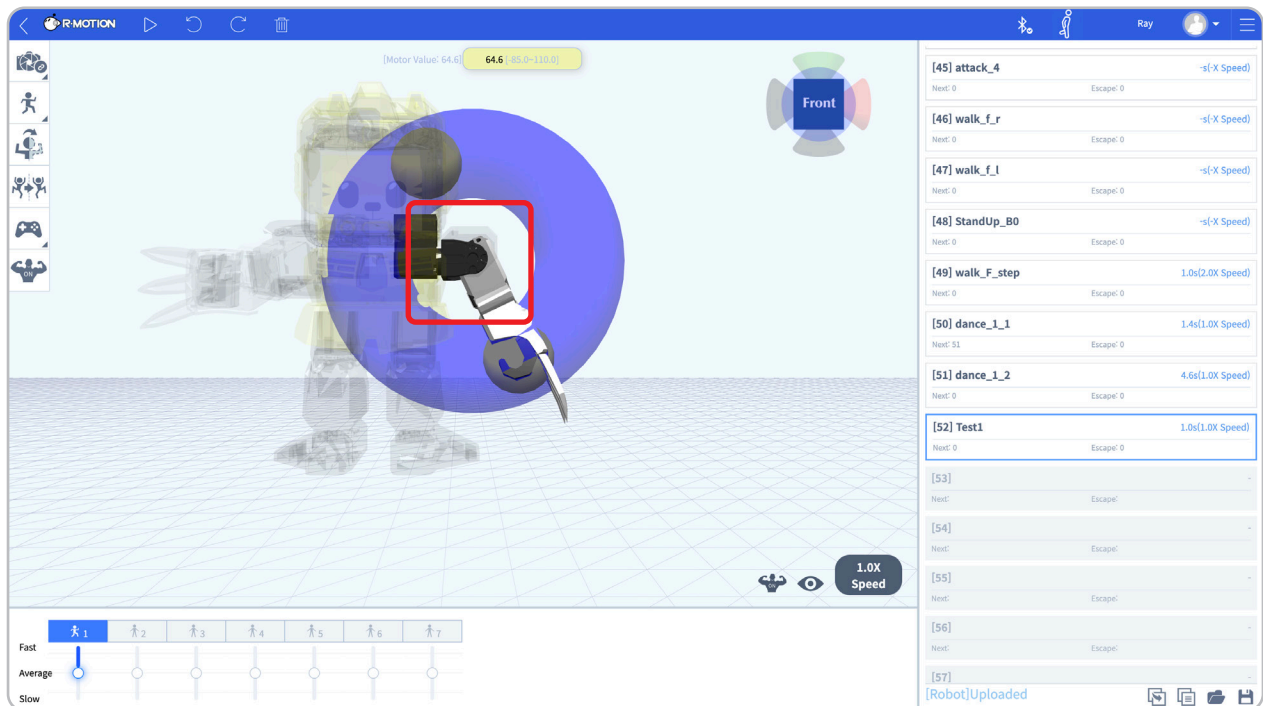 R-MOTION
Ray
[Motor Value: 64.6] 64.6 [-85.0~110.0]
Front
ON
1.0X
Speed
ON
1
2
3
4
5
6
7
Fast
Average
Slow
[45] attack_4 -s(-X Speed)
Next: 0 Escape: 0
[46] walk_f_r -s(-X Speed)
Next: 0 Escape: 0
[47] walk_f_l -s(-X Speed)
Next: 0 Escape: 0
[48] StandUp_B0 -s(-X Speed)
Next: 0 Escape: 0
[49] walk_F_step 1.0s(2.0X Speed)
Next: 0 Escape: 0
[50] dance_1_1 1.4s(1.0X Speed)
Next: 51 Escape: 0
[51] dance_1_2 4.6s(1.0X Speed)
Next: 0 Escape: 0
[52] Test1 1.0s(1.0X Speed)
Next: 0 Escape: 0
[53] -
Next: Escape:
[54] -
Next: Escape:
[55] -
Next: Escape:
[56] -
Next: Escape:
[57] -
[Robot]Uploaded